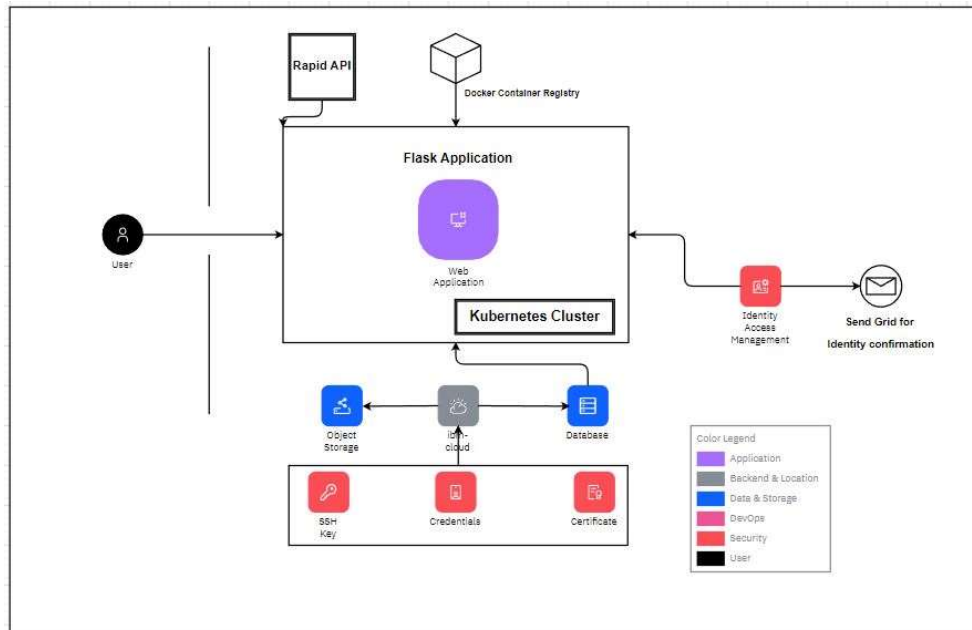 Rapid API
Docker Container Registry
Flask Application
Web
Application
Kubernetes Cluster
User
Identity
Access
Management
Send Grid for
Identity confirmation
Object
Storage
ibm-
cloud
Database
SSH
Key
Credentials
Certificate
Color Legend
Application
Backend & Location
Data & Storage
DevOps
Security
User